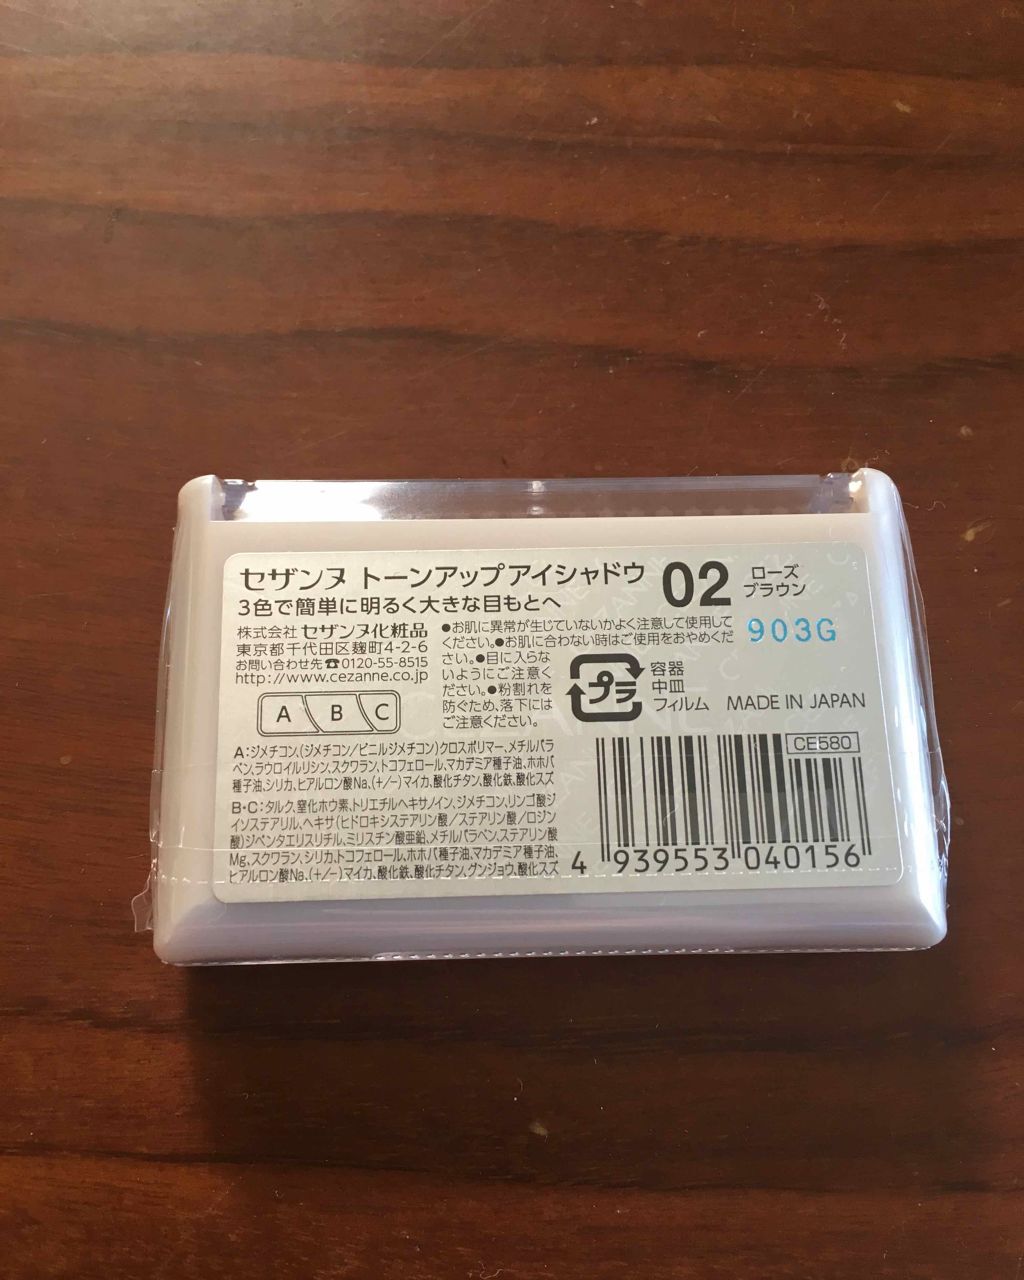 セザンヌ トーンアップアイシャドウ 02 ローズ
ブラウン
3色で簡単に明るく大きな目もとへ
株式会社 セザンヌ化粧品
東京都千代田区麹町4-2-6
お問い合わせ先☎0120-55-8515
http://www.cezanne.co.jp
A B C
●お肌に異常が生じていないかよく注意して使用して
ください。●お肌に合わない時はご使用をおやめくだ
さい。●目に入らな
いようにご注意く
ださい。●粉割れを
防ぐため、落下には
ご注意ください。
903G
プラ
容器
中皿
フィルム
MADE IN JAPAN
A:ジメチコン、(ジメチコン/ビニルジメチコン)クロスポリマー、メチルパラ
ベン、ラウロイルリシン、スクワラン、トコフェロール、マカデミア種子油、ホホバ
種子油、シリカ、ヒアルロン酸Na、(+/−)マイカ、酸化チタン、酸化鉄、酸化スズ
B・C:タルク、窒化ホウ素、トリエチルヘキサノイン、ジメチコン、リンゴ酸ジ
イソステアリル、ヘキサ(ヒドロキシステアリン酸/ステアリン酸/ロジン
酸)ジペンタエリスリチル、ミリスチン酸亜鉛、メチルパラベン、ステアリン酸
Mg、スクワラン、シリカ、トコフェロール、ホホバ種子油、マカデミア種子油、
ヒアルロン酸Na、(+/−)マイカ、酸化鉄、酸化チタン、グンジョウ、酸化スズ
CE580
4 939553 040156